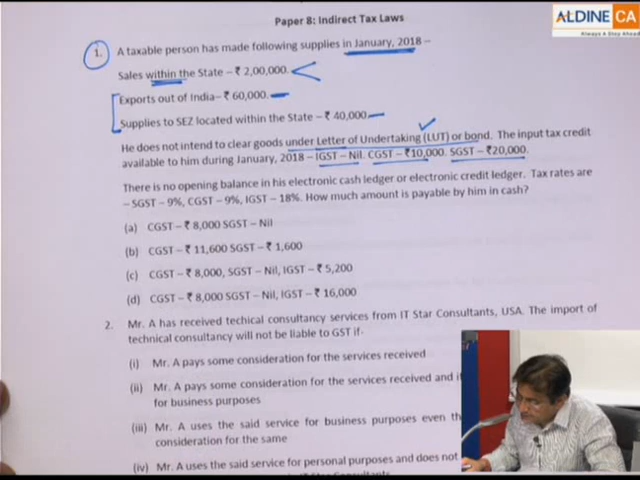 Paper 8: Indirect Tax Laws
ALDINE CA
Always A Step Ahead
1. A taxable person has made following supplies in January, 2018 –
Sales within the State – ₹ 2,00,000.
Exports out of India– ₹ 60,000.
Supplies to SEZ located within the State – ₹ 40,000
He does not intend to clear goods under Letter of Undertaking (LUT) or bond. The input tax credit
available to him during January, 2018 – IGST – Nil. CGST – ₹10,000. SGST – ₹20,000.
There is no opening balance in his electronic cash ledger or electronic credit ledger. Tax rates are
– SGST – 9%, CGST – 9%, IGST – 18%. How much amount is payable by him in cash?
(a) CGST – ₹ 8,000 SGST – Nil
(b) CGST – ₹ 11,600 SGST – ₹ 1,600
(c) CGST – ₹ 8,000, SGST – Nil, IGST – ₹ 5,200
(d) CGST – ₹ 8,000 SGST – Nil, IGST – ₹ 16,000
2. Mr. A has received techical consultancy services from IT Star Consultants, USA. The import of
technical consultancy will not be liable to GST if-
(i) Mr. A pays some consideration for the services received
(ii) Mr. A pays some consideration for the services received and
for business purposes
(iii) Mr. A uses the said service for business purposes even
consideration for the same
(iv) Mr. A uses the said service for personal purposes and does not